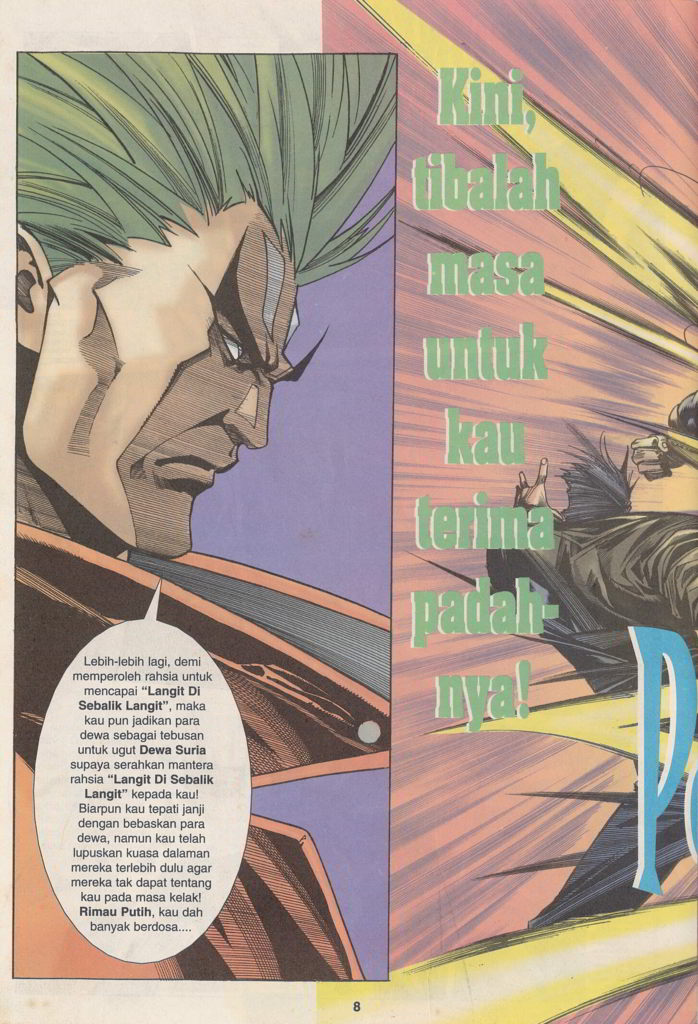 Lebih-lebih lagi, demi
memperoleh rahsia untuk
mencapai “Langit Di
Sebalik Langit”, maka
kau pun jadikan para
dewa sebagai tebusan
untuk ugut Dewa Suria
supaya serahkan mantera
rahsia “Langit Di Sebalik
Langit” kepada kau!
Biarpun kau tepati janji
dengan bebaskan para
dewa, namun kau telah
lupuskan kuasa dalaman
mereka terlebih dulu agar
mereka tak dapat tentang
kau pada masa kelak!
Rimau Putih, kau dah
banyak berdosa....
Kini,
tibalah
masa
untuk
kau
terima
padah-
nya!
8